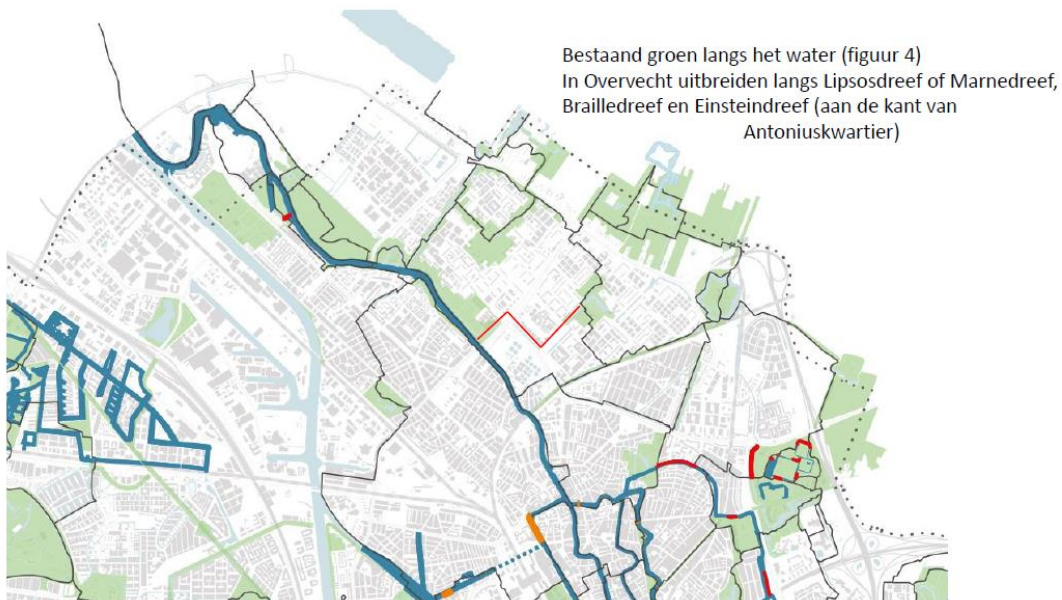 Bestaand groen langs het water (figuur 4)
In Overvecht uitbreiden langs Lipsosdreef of Marnedreef,
Brailledreef en Einsteindreef (aan de kant van
Antoniuskwartier)